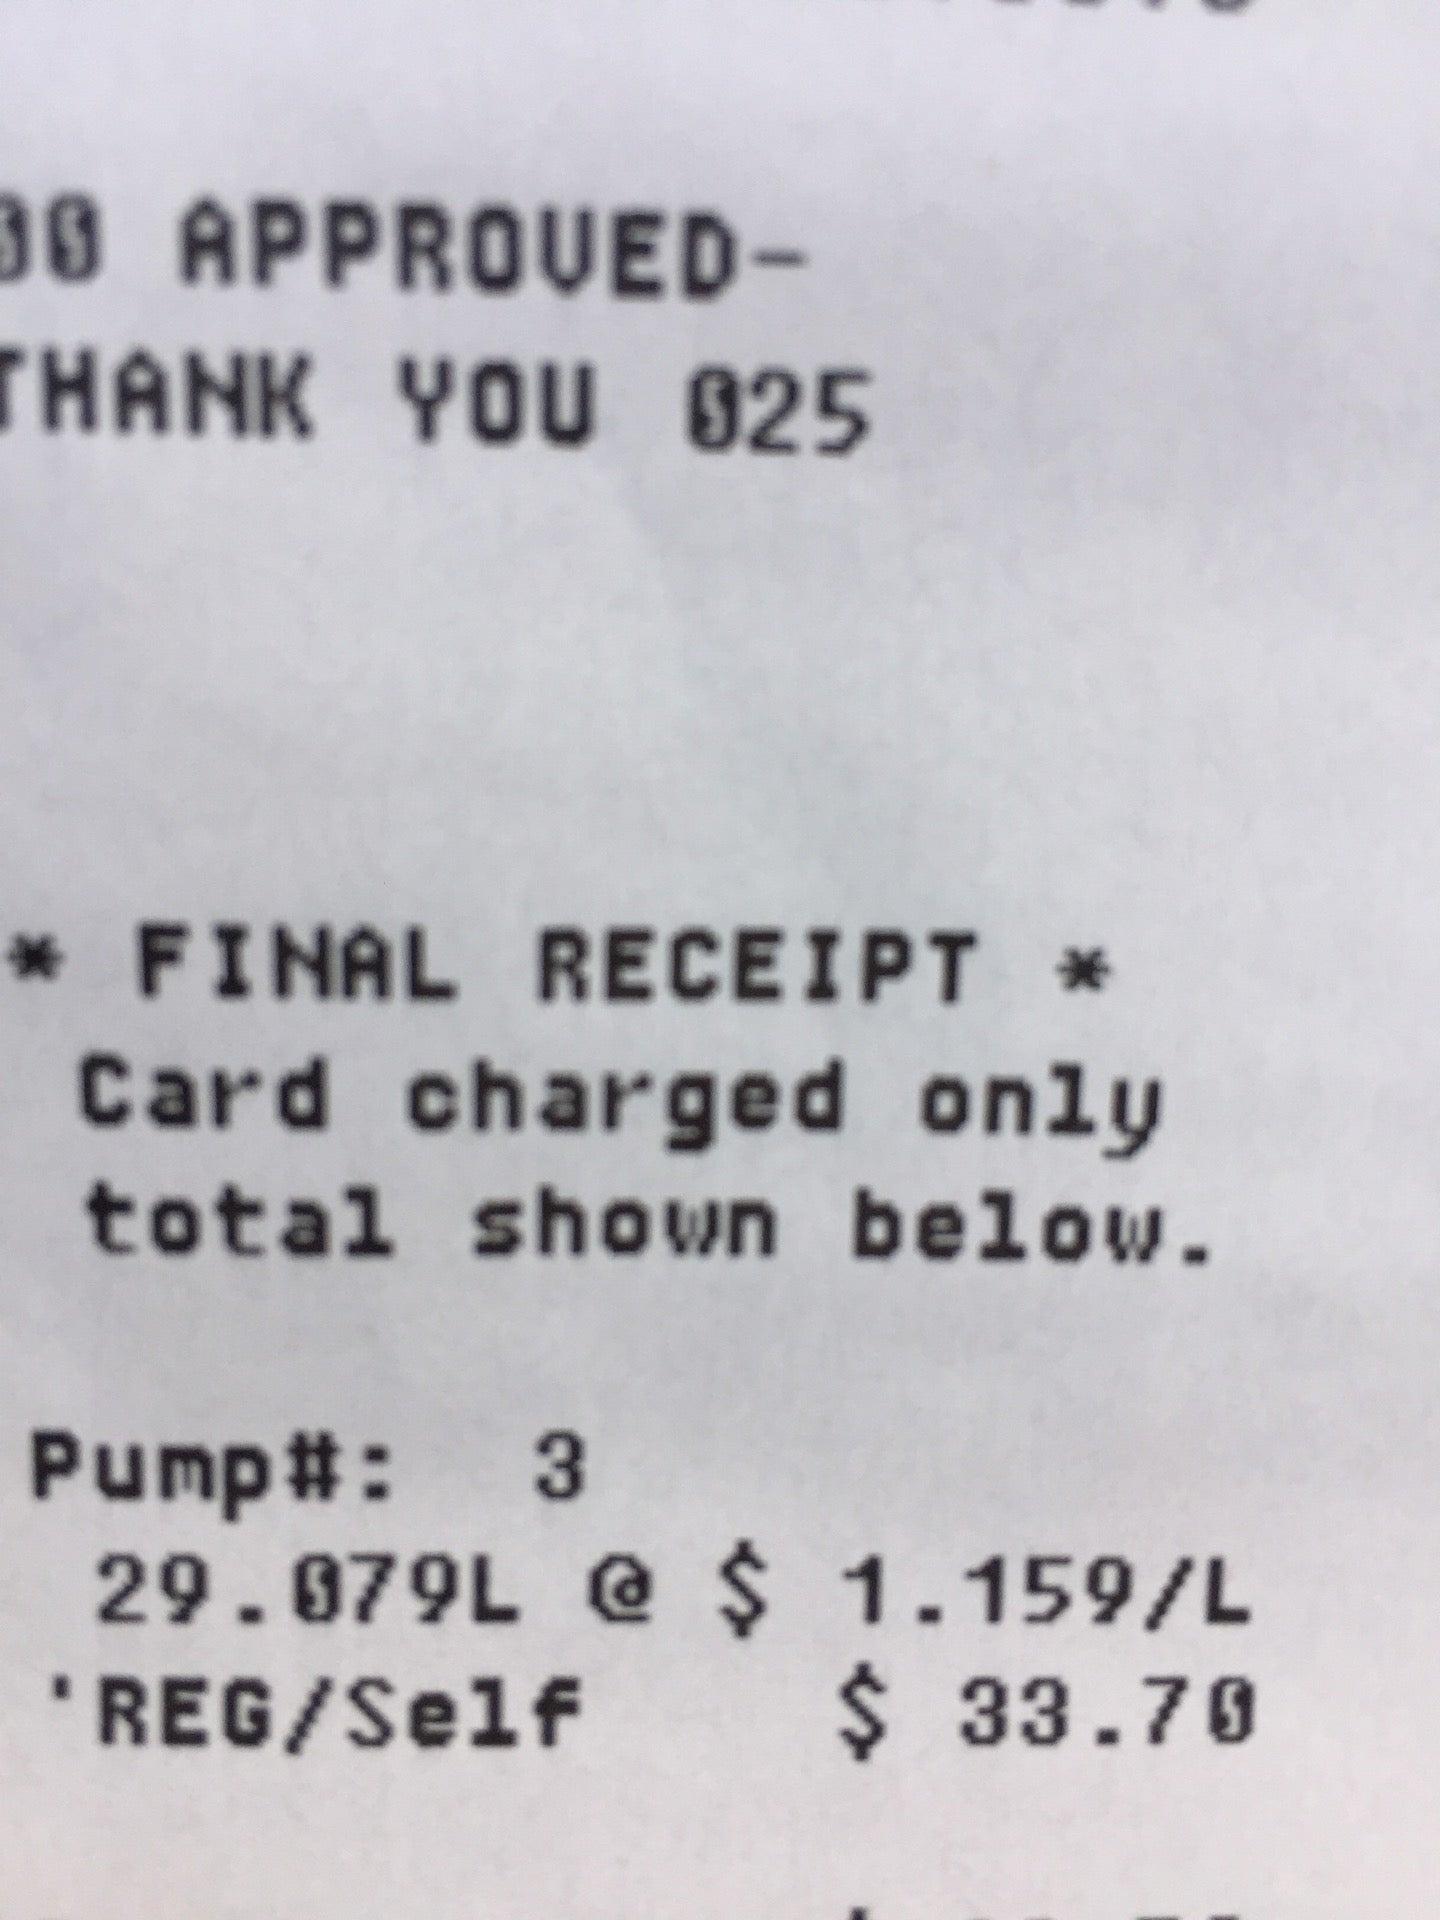 00 APPROVED-
THANK YOU 025
* FINAL RECEIPT *
Card charged only
total shown below.
Pump#: 3
29.079L @ $ 1.159/L
'REG/Self $ 33.70